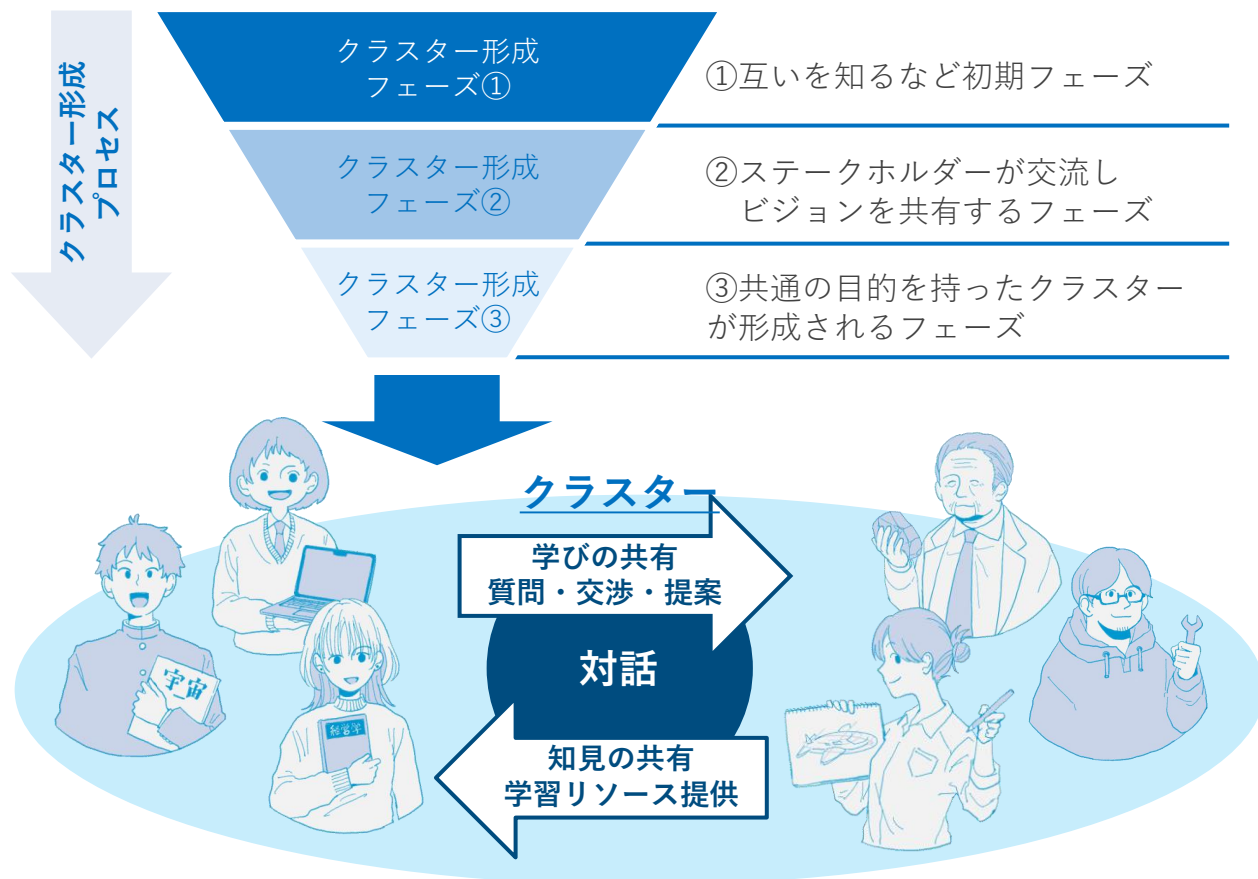 クラスター形成
プロセス
クラスター形成
フェーズ①
①互いを知るなど初期フェーズ
クラスター形成
フェーズ②
②ステークホルダーが交流し
ビジョンを共有するフェーズ
クラスター形成
フェーズ③
③共通の目的を持ったクラスター
が形成されるフェーズ
クラスター
学びの共有
質問・交渉・提案
対話
知見の共有
学習リソース提供
宇宙
経営学